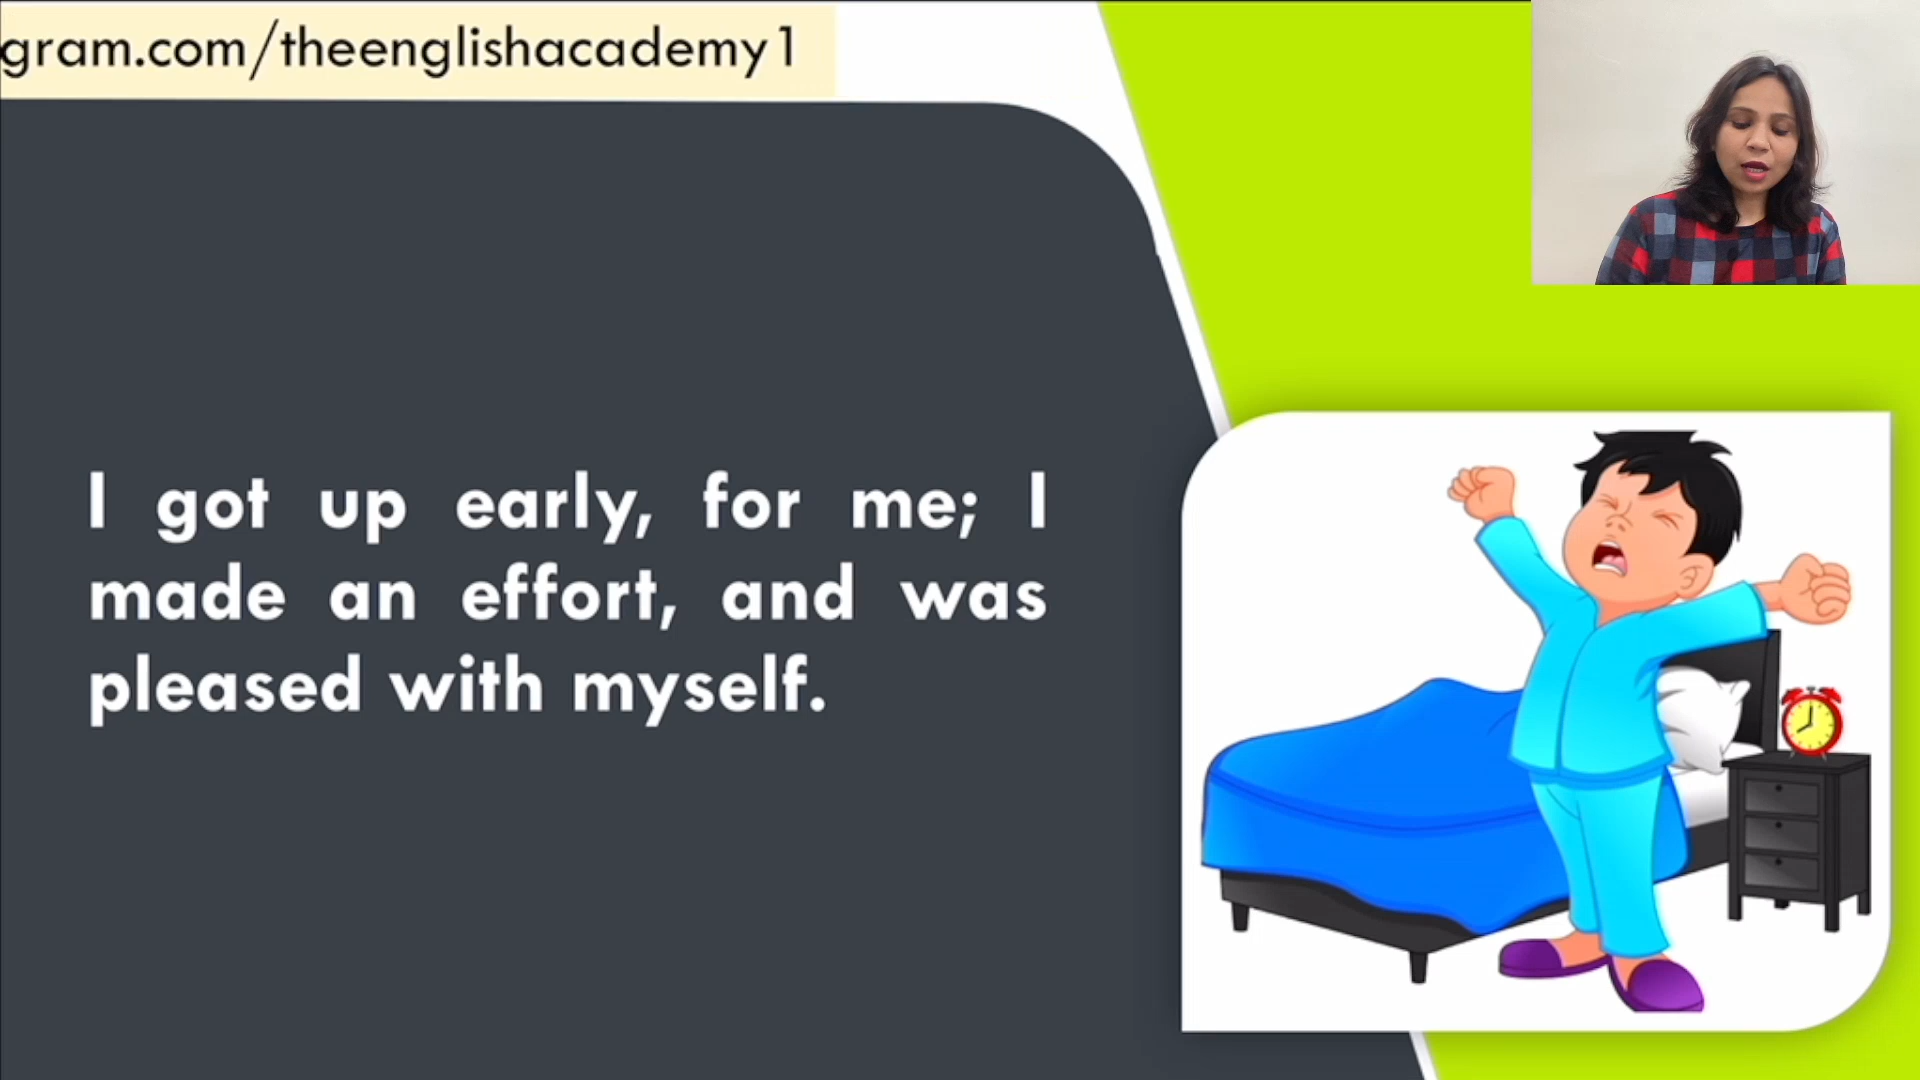 gram.com/theenglishacademy1
I got up early, for me; I
made an effort, and was
pleased with myself.